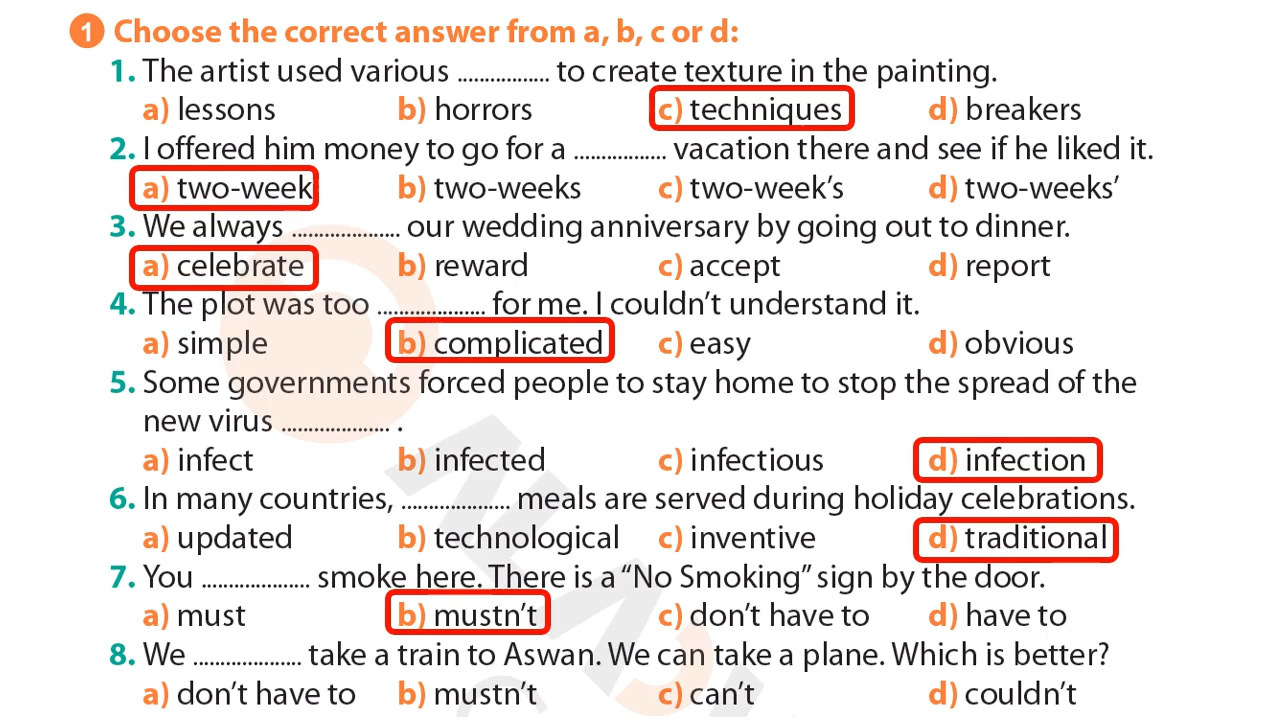 1 Choose the correct answer from a, b, c or d:
1. The artist used various .................. to create texture in the painting.
a) lessons b) horrors c) techniques d) breakers
2. I offered him money to go for a .................. vacation there and see if he liked it.
a) two-week b) two-weeks c) two-week's d) two-weeks'
3. We always .................... our wedding anniversary by going out to dinner.
a) celebrate b) reward c) accept d) report
4. The plot was too .................... for me. I couldn't understand it.
a) simple b) complicated c) easy d) obvious
5. Some governments forced people to stay home to stop the spread of the
new virus .................... .
a) infect b) infected c) infectious d) infection
6. In many countries, .................... meals are served during holiday celebrations.
a) updated b) technological c) inventive d) traditional
7. You .................... smoke here. There is a “No Smoking” sign by the door.
a) must b) mustn't c) don't have to d) have to
8. We .................... take a train to Aswan. We can take a plane. Which is better?
a) don't have to b) mustn't c) can't d) couldn't